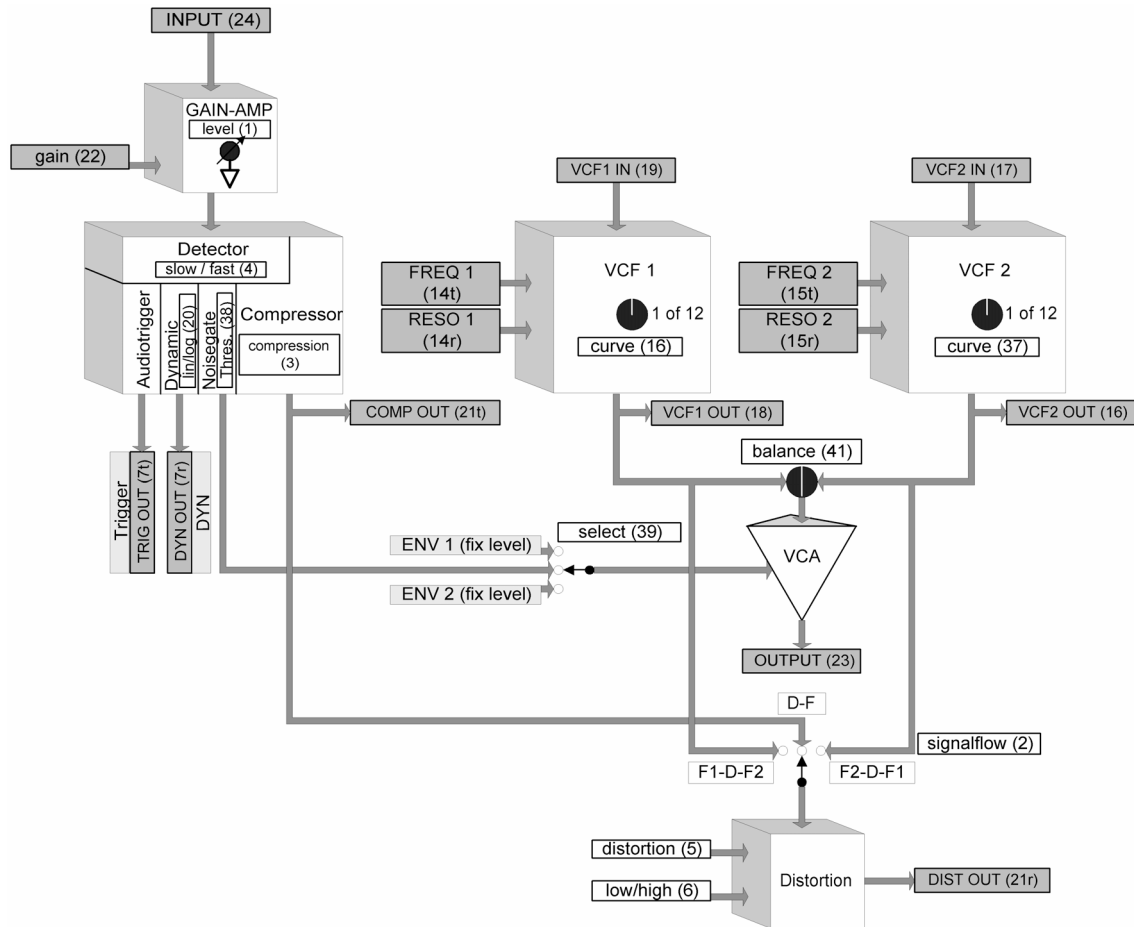 INPUT (24)
GAIN-AMP
level (1)
gain (22)
Detector
slow / fast (4)
Audiotrigger
Dynamic
lin/log (20)
Noisegate
Thres. (38)
Compressor
compression
(3)
COMP OUT (21t)
Trigger
TRIG OUT (7t)
DYN OUT (7r)
DYN
VCF1 IN (19)
FREQ 1
(14t)
RESO 1
(14r)
VCF 1
1 of 12
curve (16)
VCF1 OUT (18)
VCF2 IN (17)
FREQ 2
(15t)
RESO 2
(15r)
VCF 2
1 of 12
curve (37)
VCF2 OUT (16)
balance (41)
select (39)
ENV 1 (fix level)
ENV 2 (fix level)
VCA
OUTPUT (23)
D-F
signalflow (2)
F1-D-F2
F2-D-F1
distortion (5)
low/high (6)
Distortion
DIST OUT (21r)